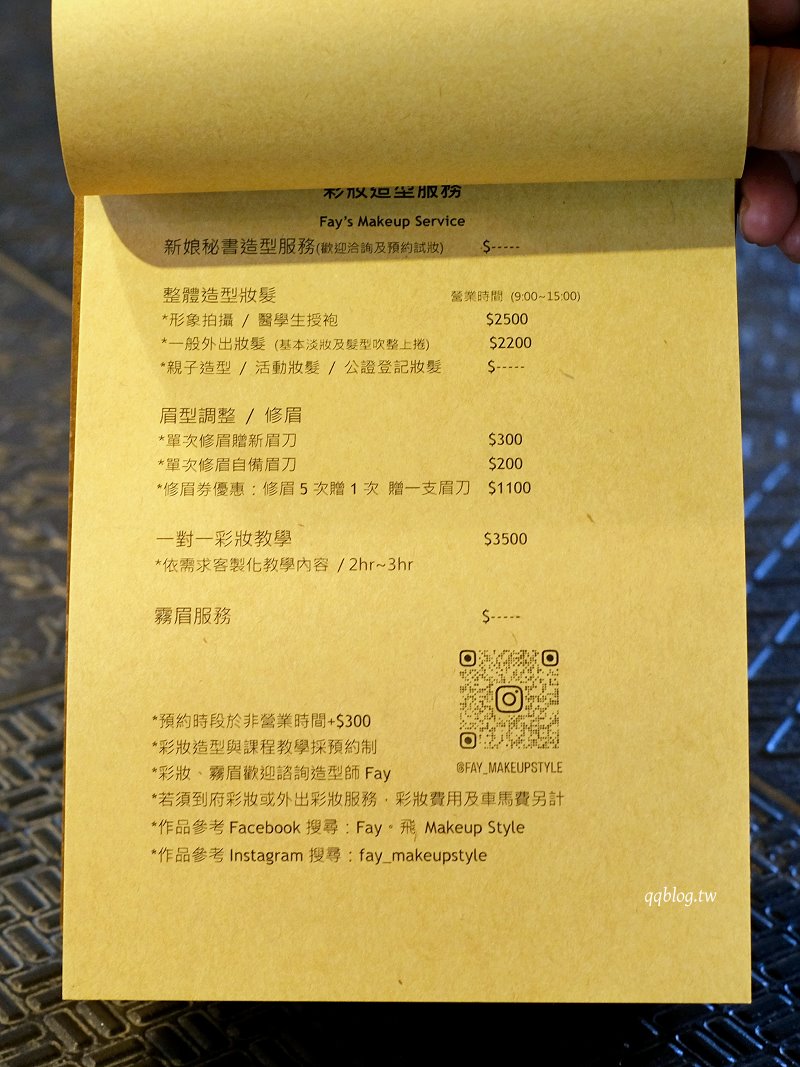 彩妝造型服務
Fay's Makeup Service
新娘秘書造型服務(歡迎洽詢及預約試妝) $-----
整體造型妝髮 營業時間 (9:00~15:00)
*形象拍攝 / 醫學生授袍 $2500
*一般外出妝髮 (基本淡妝及髮型吹整上捲) $2200
*親子造型 / 活動妝髮 / 公證登記妝髮 $-----
眉型調整 / 修眉
*單次修眉贈新眉刀 $300
*單次修眉自備眉刀 $200
*修眉券優惠：修眉 5 次贈 1 次 贈一支眉刀 $1100
一對一彩妝教學 $3500
*依需求客製化教學內容 / 2hr~3hr
霧眉服務 $-----
@FAY_MAKEUPSTYLE
*預約時段於非營業時間+$300
*彩妝造型與課程教學採預約制
*彩妝、霧眉歡迎諮詢造型師 Fay
*若須到府彩妝或外出彩妝服務，彩妝費用及車馬費另計
*作品參考 Facebook 搜尋：Fay。飛 Makeup Style
*作品參考 Instagram 搜尋：fay_makeupstyle
qqblog.tw